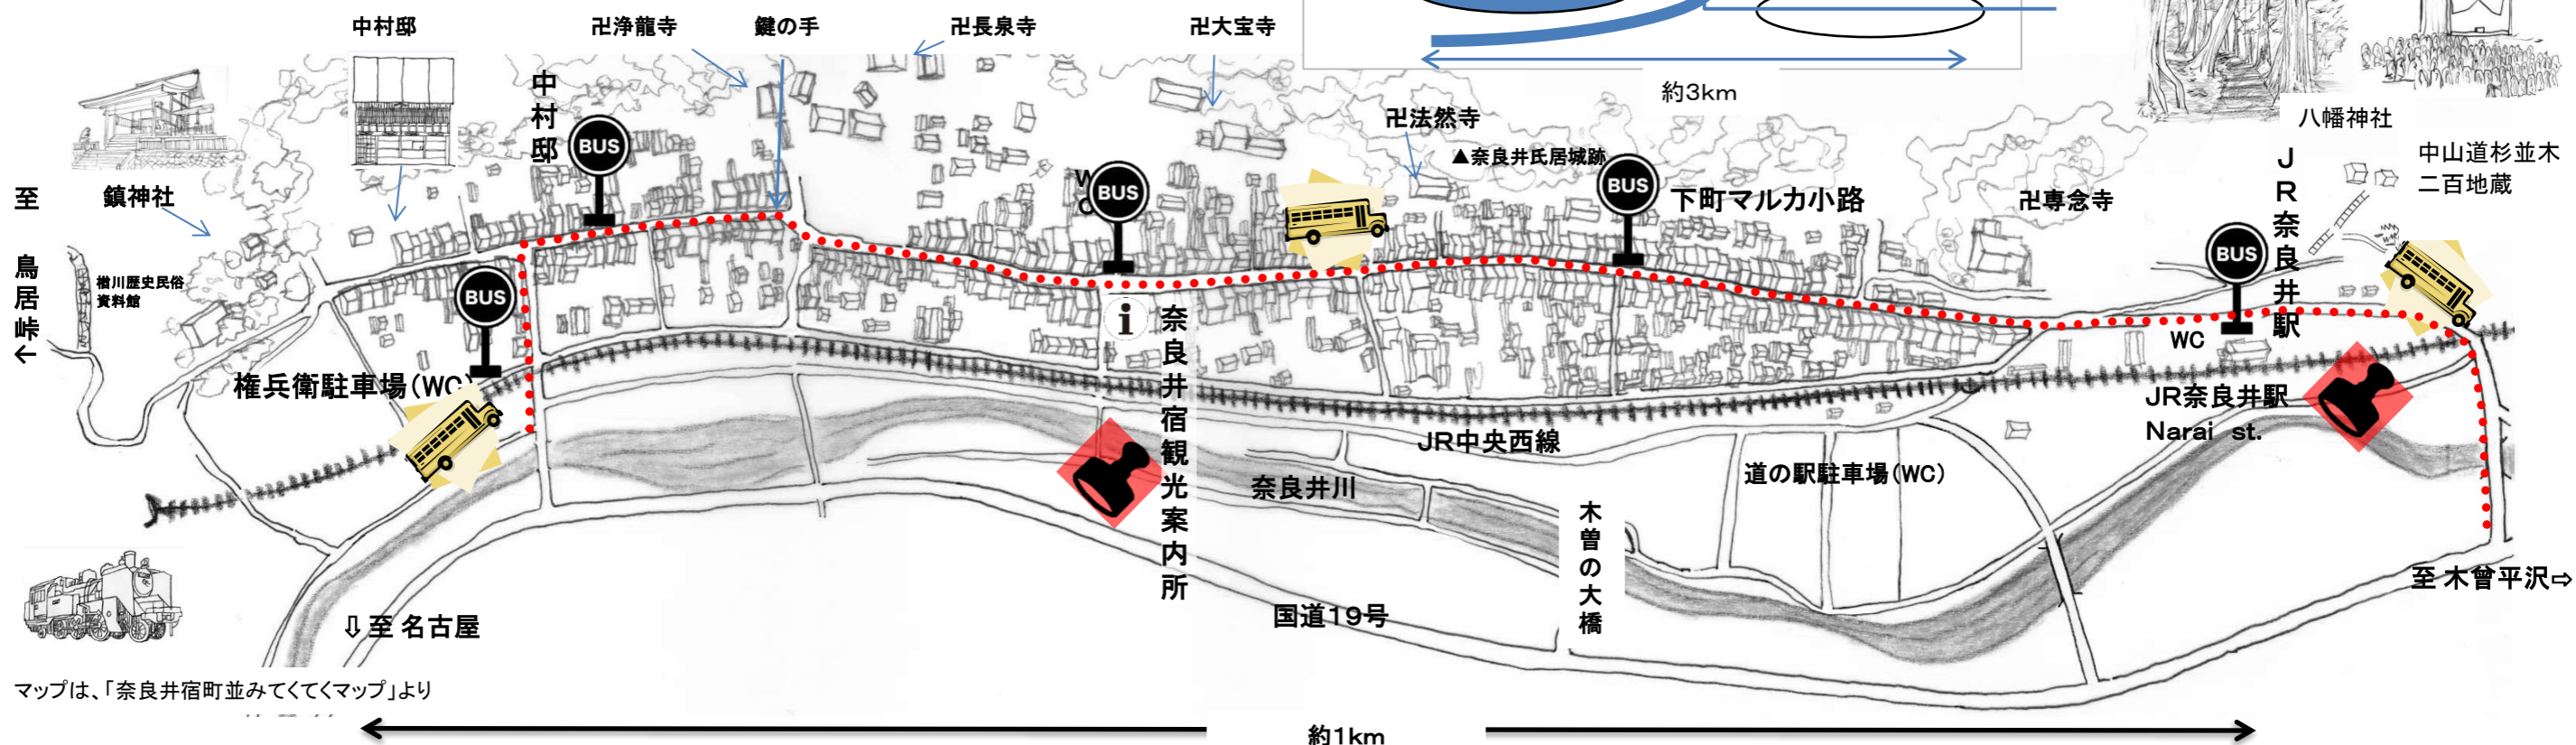 中村邸
卍浄龍寺
鍵の手
卍長泉寺
卍大宝寺
約3km
八幡神社
中山道杉並木
二百地蔵
中村邸
BUS
WC
BUS
卍法然寺
▲奈良井氏居城跡
BUS
下町マルカ小路
卍専念寺
BUS
JR奈良井駅
至 鳥居峠←
鎮神社
楢川歴史民俗
資料館
BUS
権兵衛駐車場(WC)
i
奈良井宿観光案内所
WC
JR奈良井駅
Narai st.
JR中央西線
奈良井川
道の駅駐車場(WC)
木曽の大橋
国道19号
⇩至 名古屋
至 木曾平沢⇨
マップは、「奈良井宿町並みてくてくマップ」より
約1km